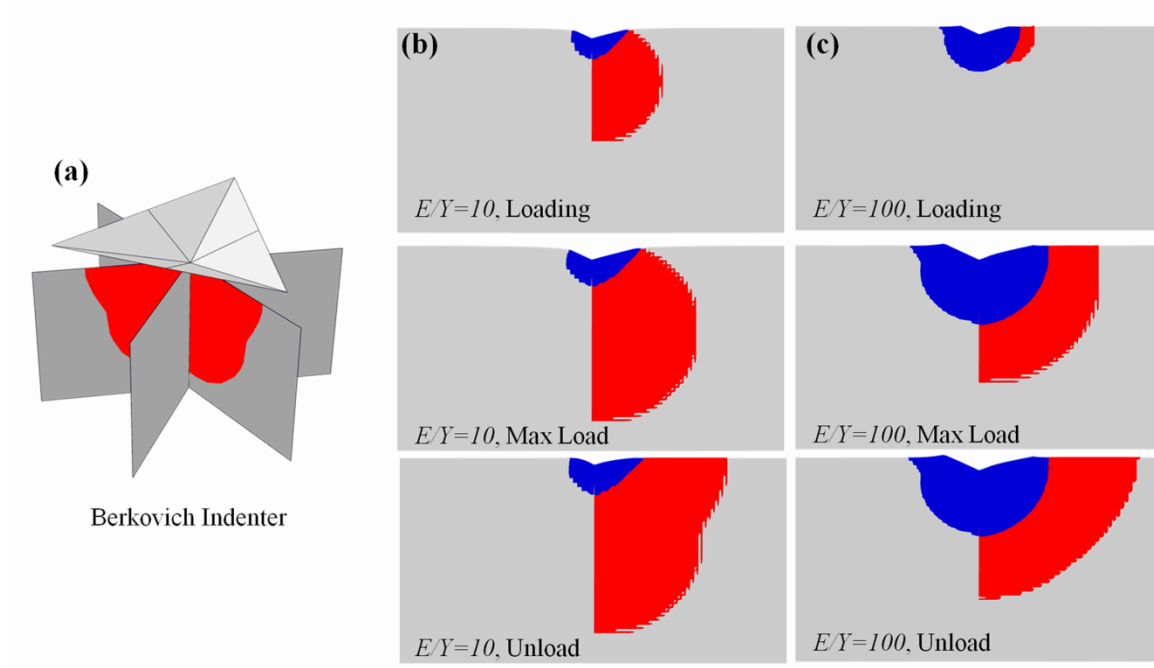 (a)
Berkovich Indenter
(b)
E/Y=10, Loading
E/Y=10, Max Load
E/Y=10, Unload
(c)
E/Y=100, Loading
E/Y=100, Max Load
E/Y=100, Unload